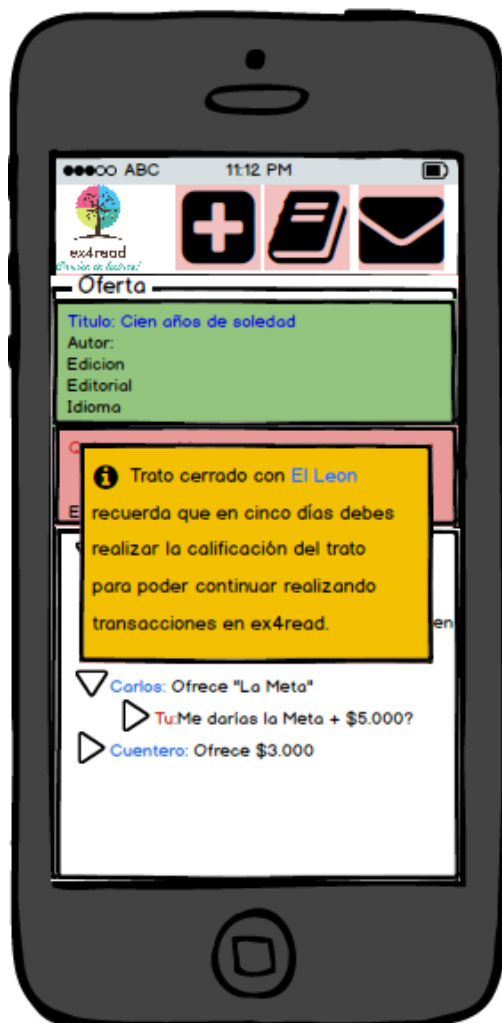 ABC 11:12 PM
ex4read
Oferta
Titulo: Cien años de soledad
Autor:
Edicion
Editorial
Idioma
Trato cerrado con El Leon
recuerda que en cinco días debes
realizar la calificación del trato
para poder continuar realizando
transacciones en ex4read.
en
Carlos: Ofrece "La Meta"
Tu:Me darías la Meta + $5.000?
Cuentero: Ofrece $3.000